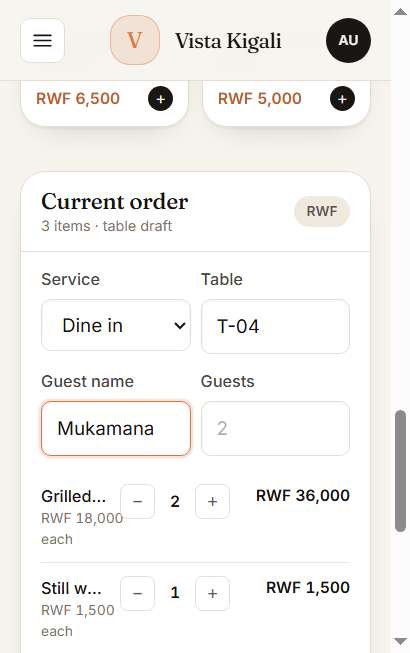 V Vista Kigali AU
RWF 6,500 + RWF 5,000 +
Current order
3 items · table draft
RWF
Service Table
Dine in T-04
Guest name Guests
Mukamana 2
Grilled... − 2 + RWF 36,000
RWF 18,000
each
Still w... − 1 + RWF 1,500
RWF 1,500
each